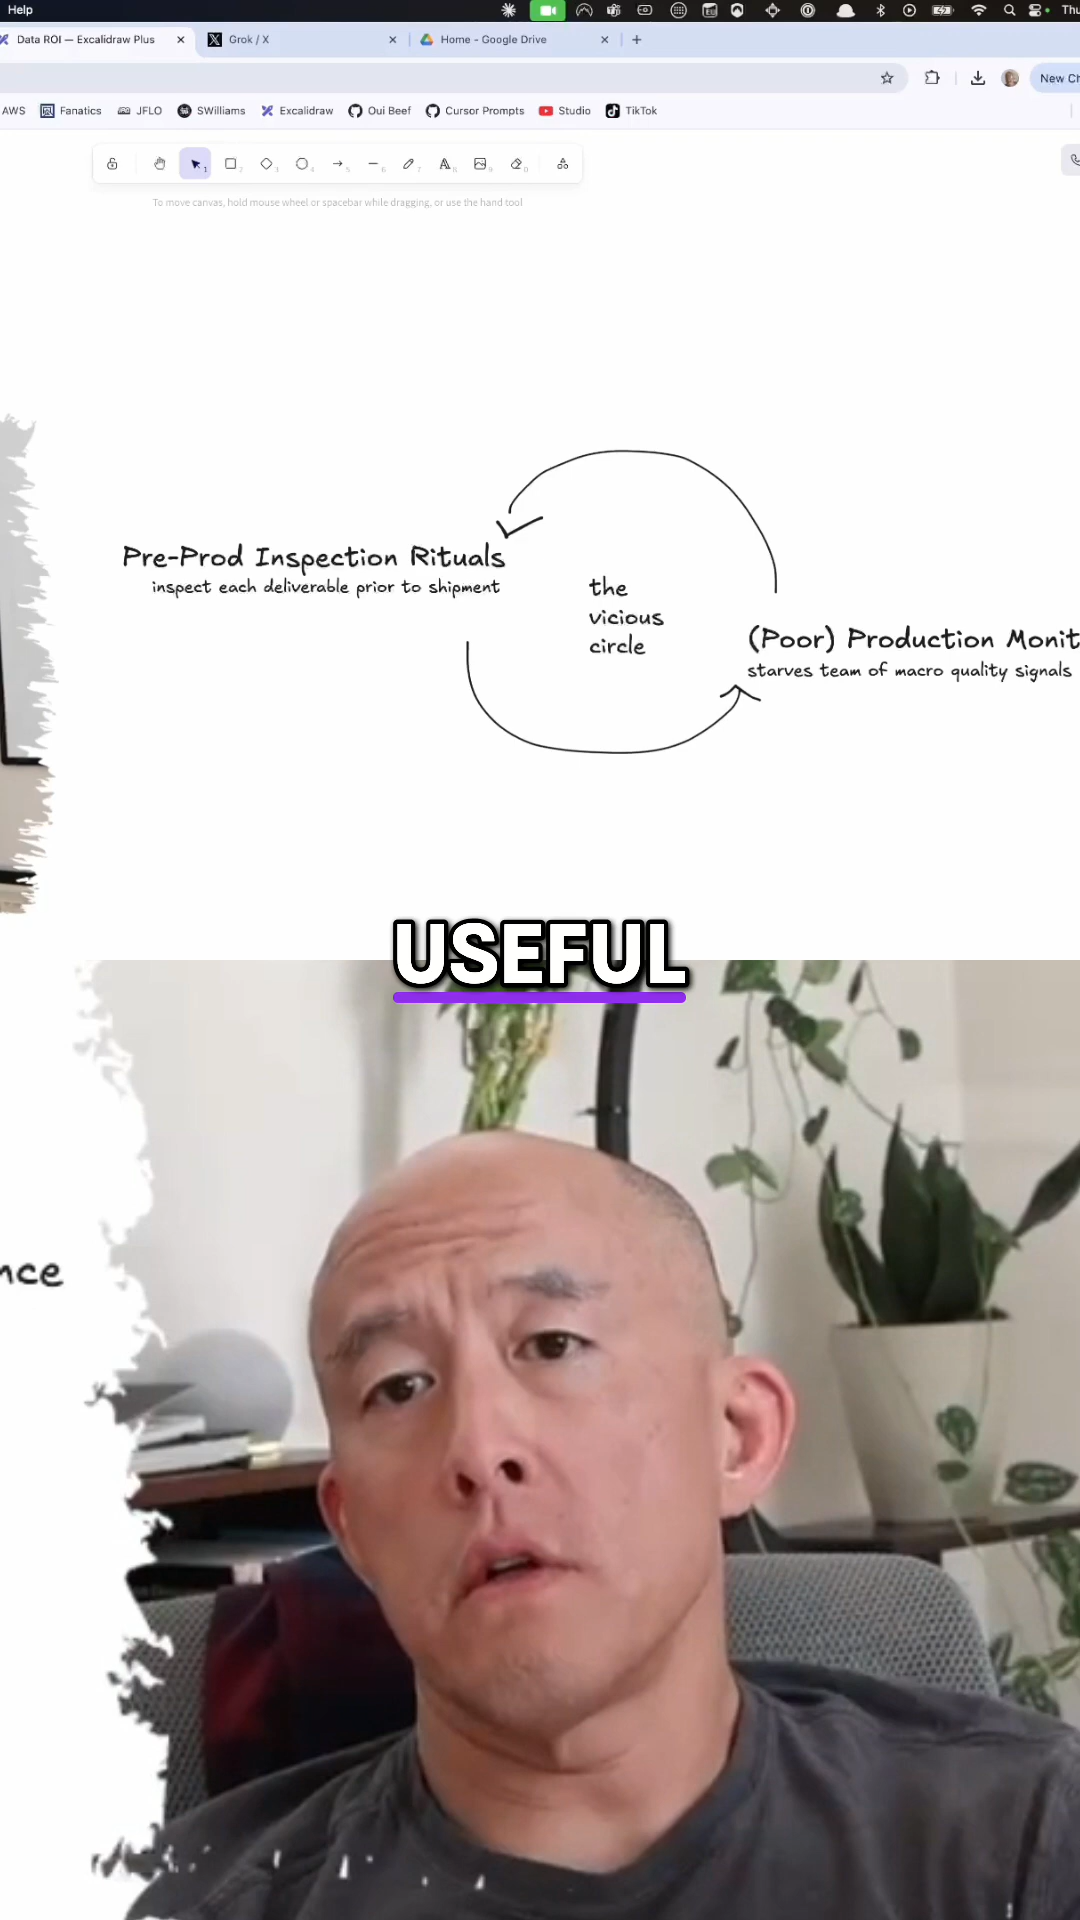 Help
Thu
Data ROI — Excalidraw Plus
Grok / X
Home - Google Drive
New Ch
AWS
Fanatics
JFLO
SWilliams
Excalidraw
Oui Beef
Cursor Prompts
Studio
TikTok
To move canvas, hold mouse wheel or spacebar while dragging, or use the hand tool
Pre-Prod Inspection Rituals
inspect each deliverable prior to shipment
the
vicious
circle
(Poor) Production Monit
starves team of macro quality signals
USEFUL
nce